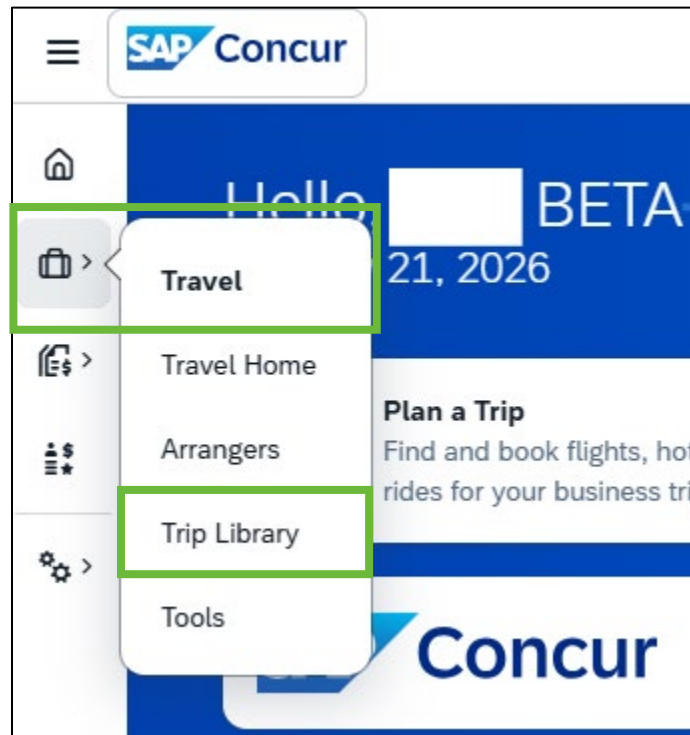 SAP Concur
Hello, BETA
21, 2026
Travel
Travel Home
Arrangers
Trip Library
Tools
Plan a Trip
Find and book flights, hot
rides for your business tri
Concur